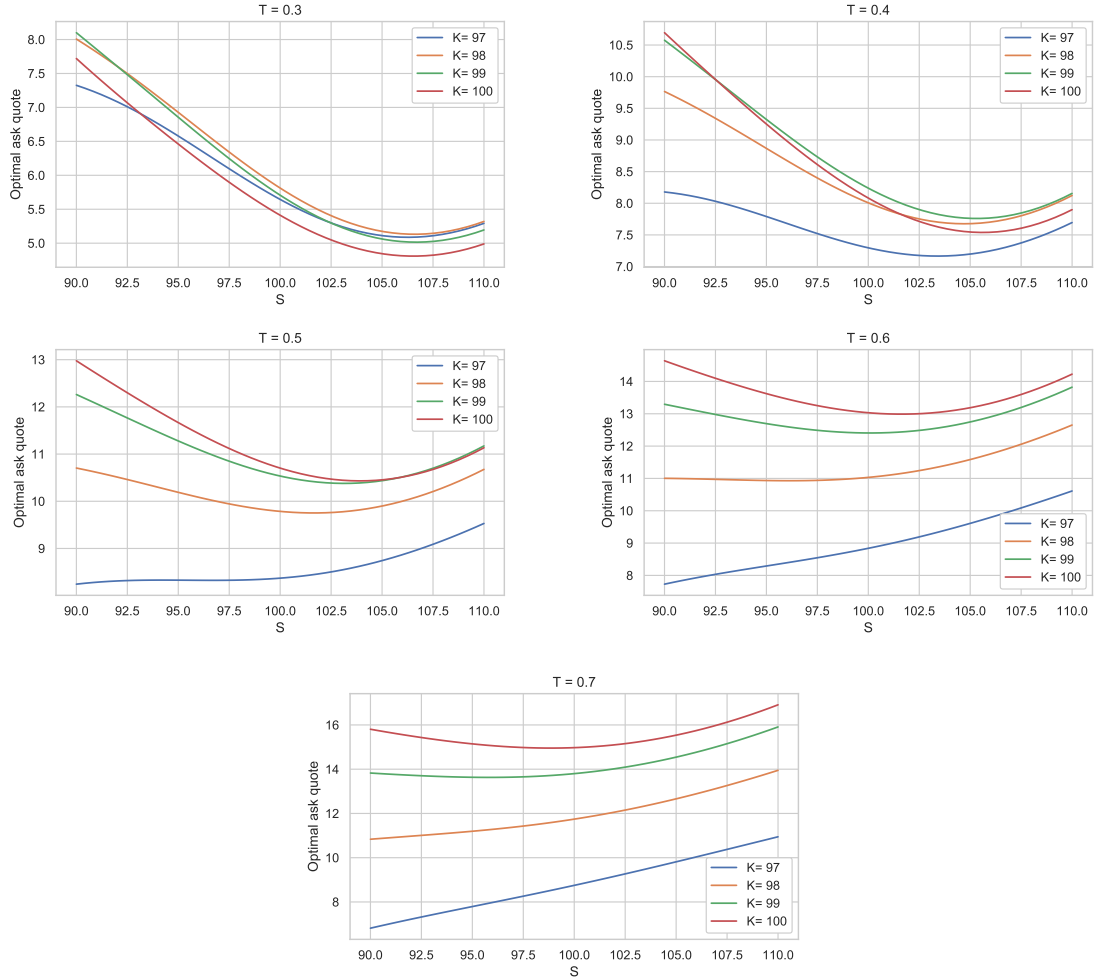 T = 0.3
Optimal ask quote
8.0
7.5
7.0
6.5
6.0
5.5
5.0
K= 97
K= 98
K= 99
K= 100
90.0 92.5 95.0 97.5 100.0 102.5 105.0 107.5 110.0
S
T = 0.4
Optimal ask quote
10.5
10.0
9.5
9.0
8.5
8.0
7.5
7.0
K= 97
K= 98
K= 99
K= 100
90.0 92.5 95.0 97.5 100.0 102.5 105.0 107.5 110.0
S
T = 0.5
Optimal ask quote
13
12
11
10
9
K= 97
K= 98
K= 99
K= 100
90.0 92.5 95.0 97.5 100.0 102.5 105.0 107.5 110.0
S
T = 0.6
Optimal ask quote
14
13
12
11
10
9
8
K= 97
K= 98
K= 99
K= 100
90.0 92.5 95.0 97.5 100.0 102.5 105.0 107.5 110.0
S
T = 0.7
Optimal ask quote
16
14
12
10
8
K= 97
K= 98
K= 99
K= 100
90.0 92.5 95.0 97.5 100.0 102.5 105.0 107.5 110.0
S